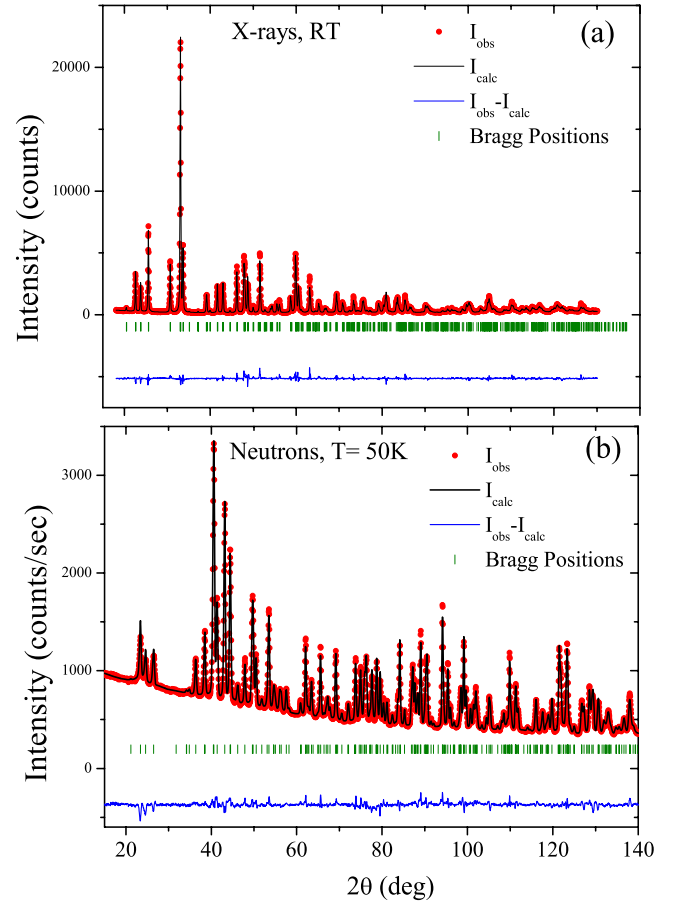 X-rays, RT
(a)
I_obs
I_calc
I_obs-I_calc
Bragg Positions
20000
10000
0
Intensity (counts)
Neutrons, T= 50K
(b)
I_obs
I_calc
I_obs-I_calc
Bragg Positions
3000
2000
1000
0
Intensity (counts/sec)
20 40 60 80 100 120 140
2θ (deg)